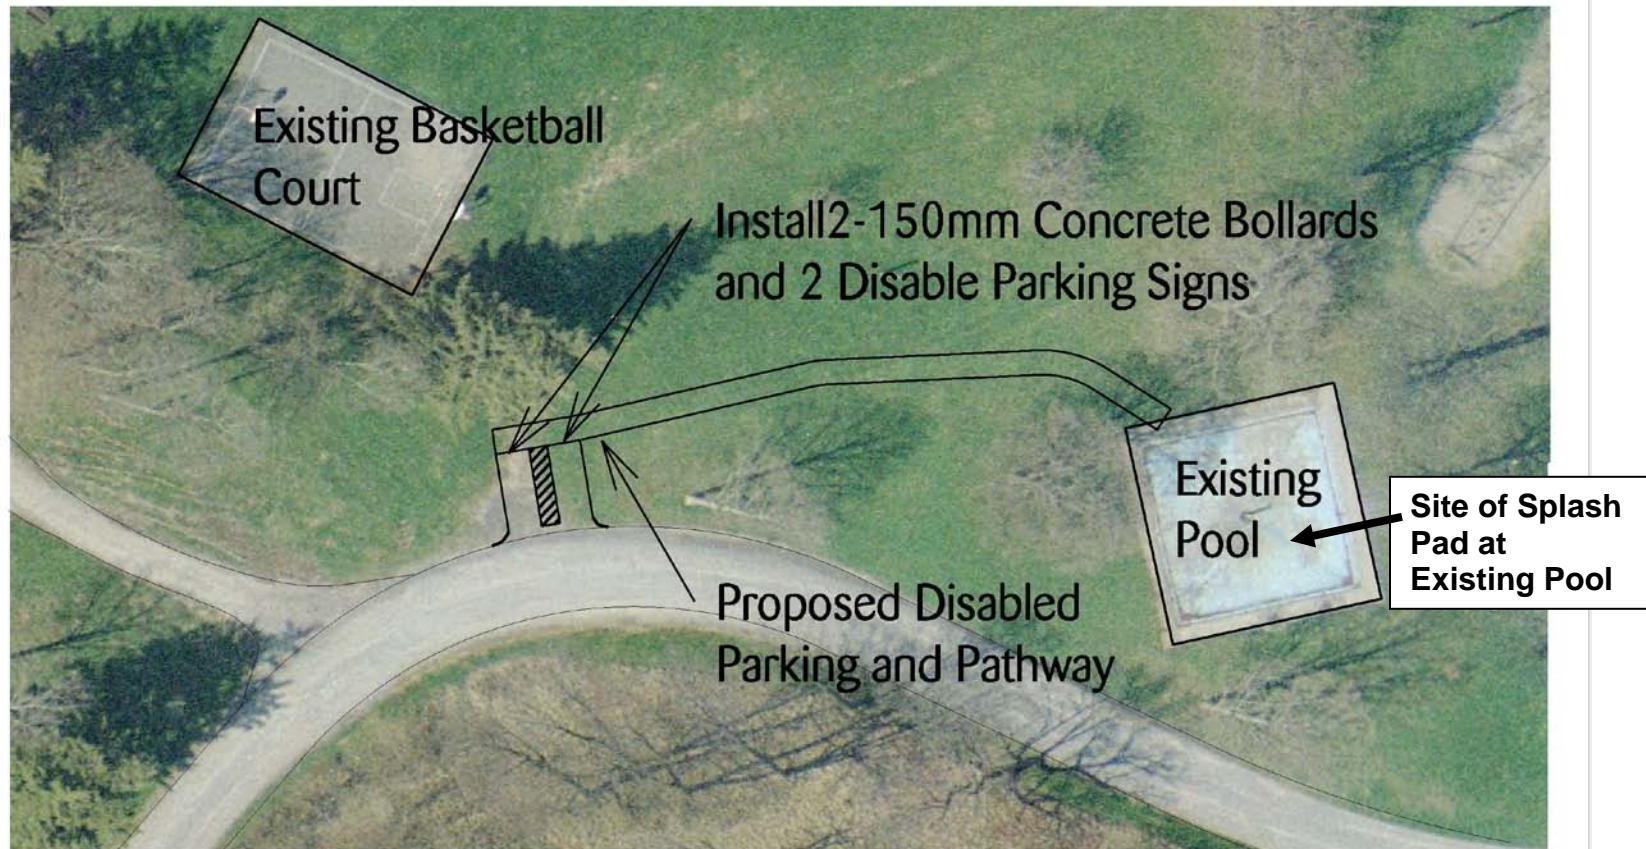 Existing Basketball
Court
Install2-150mm Concrete Bollards
and 2 Disable Parking Signs
Existing
Pool
Site of Splash
Pad at
Existing Pool
Proposed Disabled
Parking and Pathway